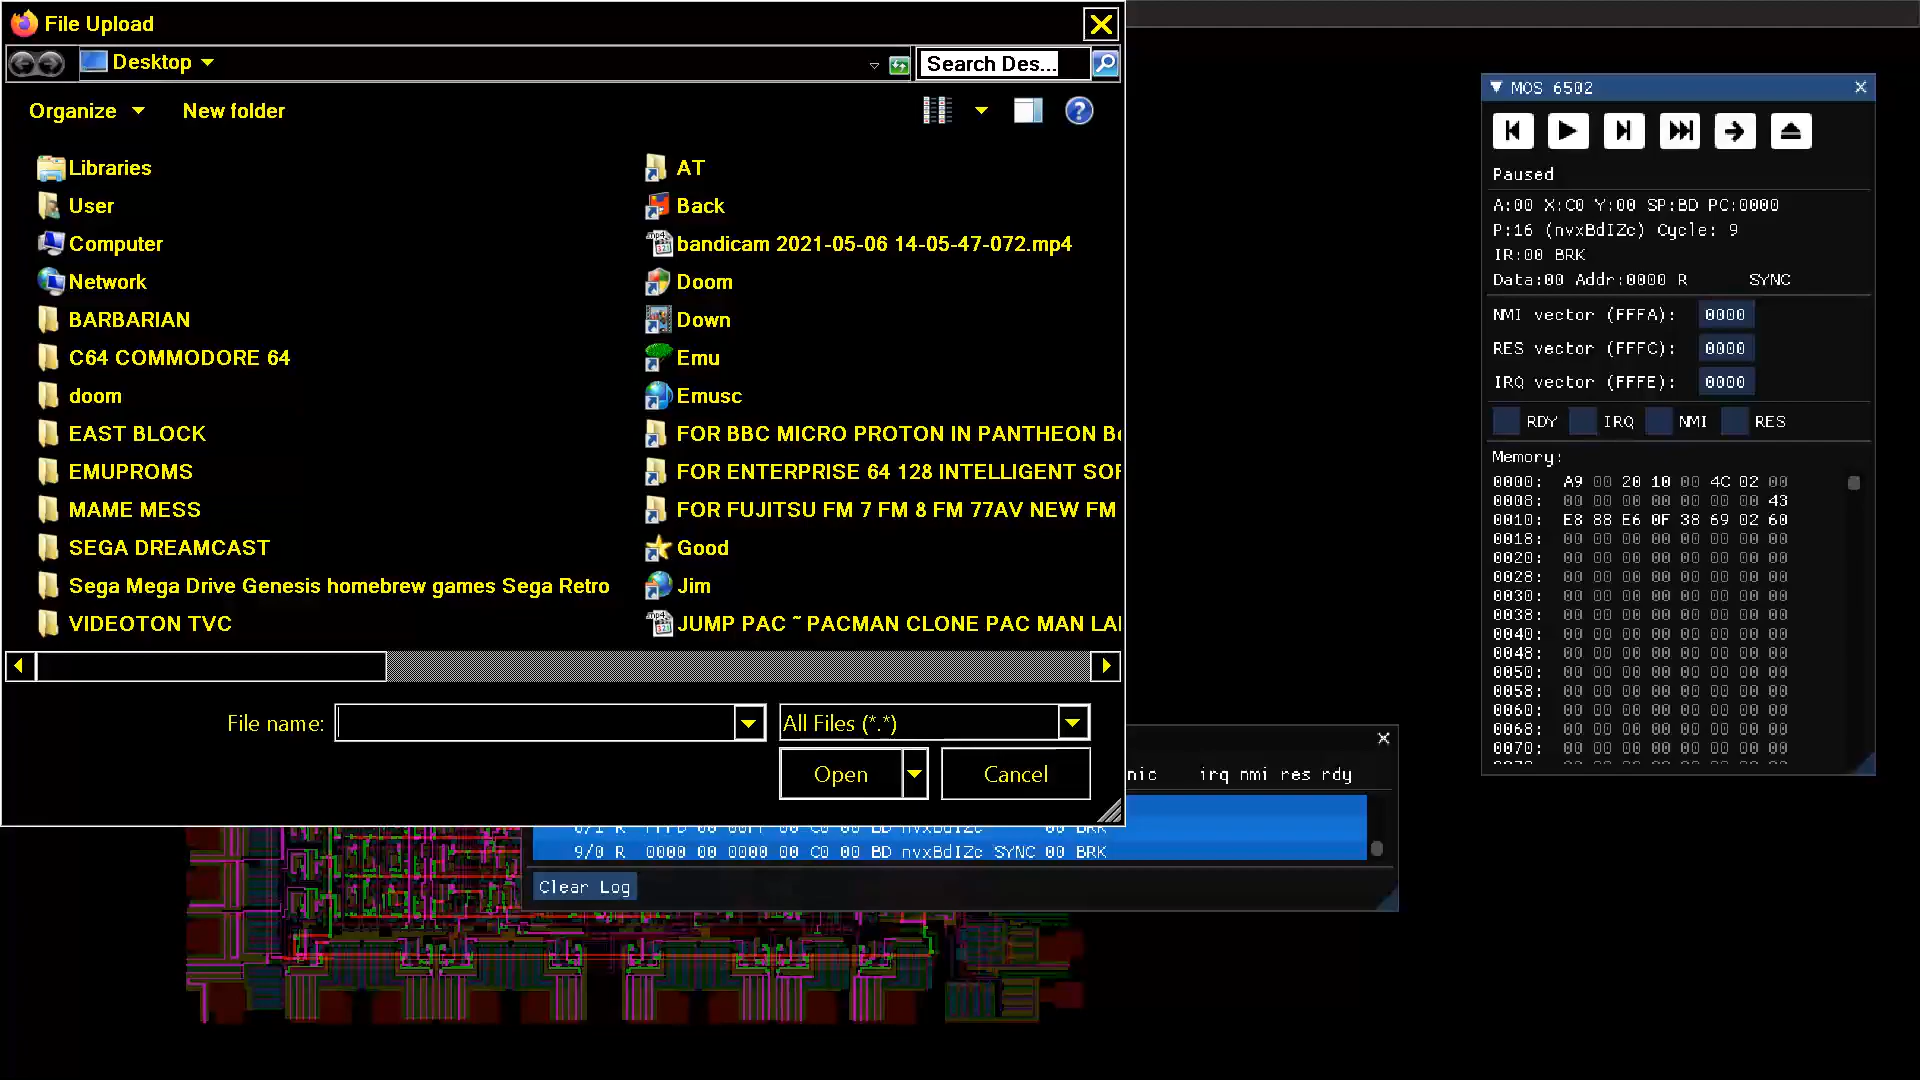 File Upload
Desktop
Search Des...
Organize
New folder
Libraries
User
Computer
Network
BARBARIAN
C64 COMMODORE 64
doom
EAST BLOCK
EMUPROMS
MAME MESS
SEGA DREAMCAST
Sega Mega Drive Genesis homebrew games Sega Retro
VIDEOTON TVC
AT
Back
bandicam 2021-05-06 14-05-47-072.mp4
Doom
Down
Emu
Emusc
FOR BBC MICRO PROTON IN PANTHEON
FOR ENTERPRISE 64 128 INTELLIGENT
FOR FUJITSU FM 7 FM 8 FM 77AV NEW FM
Good
Jim
JUMP PAC ~ PACMAN CLONE PAC MAN
File name:
All Files (*.*)
Open
Cancel
MOS 6502
Paused
A:00 X:C0 Y:00 SP:BD PC:0000
P:16 (nvxBdIZc) Cycle: 9
IR:00 BRK
Data:00 Addr:0000 R SYNC
NMI vector (FFFA): 0000
RES vector (FFFC): 0000
IRQ vector (FFFE): 0000
RDY IRQ NMI RES
Memory:
0000: A9 00 20 10 00 4C 02 00
0008: 00 00 00 00 00 00 00 43
0010: E8 88 E6 0F 38 69 02 60
0018: 00 00 00 00 00 00 00 00
0020: 00 00 00 00 00 00 00 00
0028: 00 00 00 00 00 00 00 00
0030: 00 00 00 00 00 00 00 00
0038: 00 00 00 00 00 00 00 00
0040: 00 00 00 00 00 00 00 00
0048: 00 00 00 00 00 00 00 00
0050: 00 00 00 00 00 00 00 00
0058: 00 00 00 00 00 00 00 00
0060: 00 00 00 00 00 00 00 00
0068: 00 00 00 00 00 00 00 00
0070: 00 00 00 00 00 00 00 00
nic irq nmi res rdy
9/0 R 0000 00 0000 00 C0 00 BD nvxBdIZc SYNC 00 BRK
Clear Log